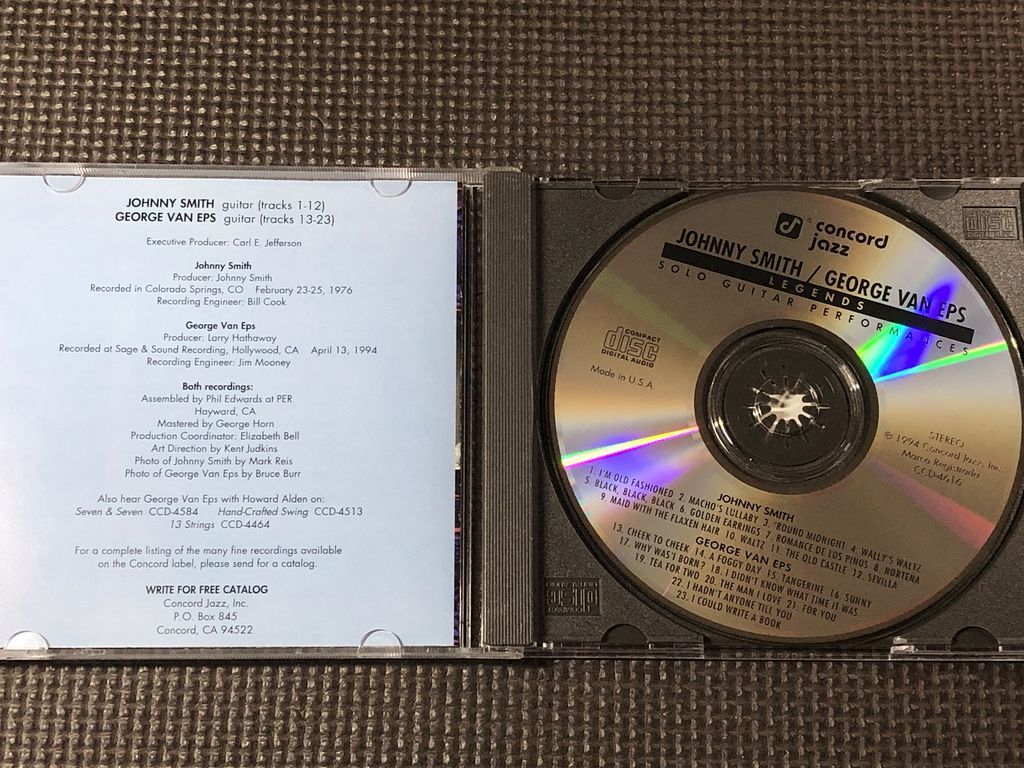 JOHNNY SMITH guitar (tracks 1-12)
GEORGE VAN EPS guitar (tracks 13-23)
Executive Producer: Carl E. Jefferson
Johnny Smith
Producer: Johnny Smith
Recorded in Colorado Springs, CO February 23-25, 1976
Recording Engineer: Bill Cook
George Van Eps
Producer: Larry Hathaway
Recorded at Sage & Sound Recording, Hollywood, CA April 13, 1994
Recording Engineer: Jim Mooney
Both recordings:
Assembled by Phil Edwards at PER
Hayward, CA
Mastered by George Horn
Production Coordinator: Elizabeth Bell
Art Direction by Kent Judkins
Photo of Johnny Smith by Mark Reis
Photo of George Van Eps by Bruce Burr
Also hear George Van Eps with Howard Alden on:
Seven & Seven CCD-4584 Hand-Crafted Swing CCD-4513
13 Strings CCD-4464
For a complete listing of the many fine recordings available
on the Concord label, please send for a catalog.
WRITE FOR FREE CATALOG
Concord Jazz, Inc.
P.O. Box 845
Concord, CA 94522
concord
jazz
JOHNNY SMITH / GEORGE VAN EPS
LEGENDS
SOLO GUITAR PERFORMANCES
COMPACT
disc
DIGITAL AUDIO
Made in U.S.A.
STEREO
℗ 1994 Concord Jazz, Inc.
Marca Registrada
CCD-4616
JOHNNY SMITH
1. I'M OLD FASHIONED 2. MACHO'S LULLABY 3. 'ROUND MIDNIGHT 4. WALLY'S WALTZ
5. BLACK, BLACK, BLACK 6. GOLDEN EARRINGS 7. ROMANCE DE LOS PINOS 8. NORTENA
9. MAID WITH THE FLAXEN HAIR 10. WALTZ 11. THE OLD CASTLE 12. SEVILLA
GEORGE VAN EPS
13. CHEEK TO CHEEK 14. A FOGGY DAY 15. TANGERINE 16. SUNNY
17. WHY WAS I BORN? 18. I DIDN'T KNOW WHAT TIME IT WAS
19. TEA FOR TWO 20. THE MAN I LOVE 21. FOR YOU
22. I HADN'T ANYONE TILL YOU
23. I COULD WRITE A BOOK